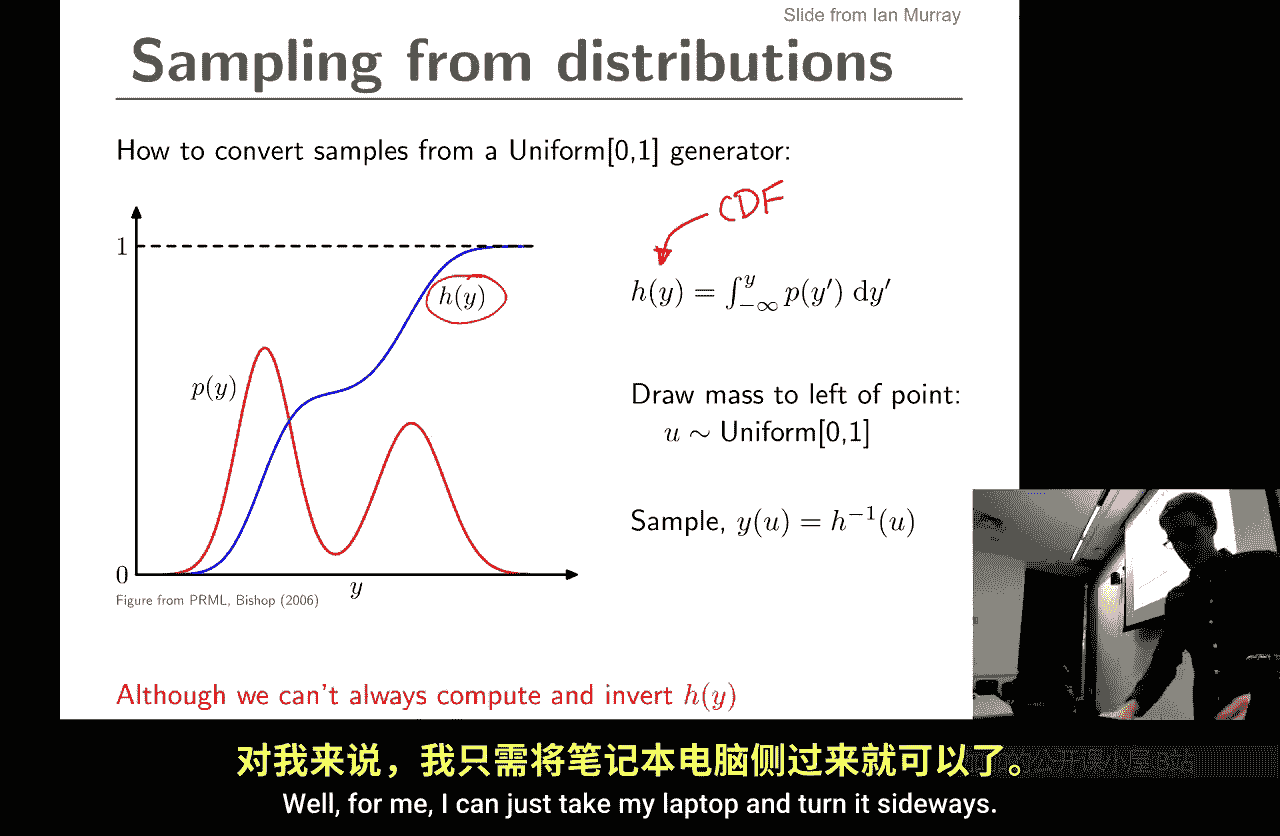 Slide from Ian Murray
Sampling from distributions
How to convert samples from a Uniform[0,1] generator:
CDF
1
h(y)
h(y) = ∫_{-∞}^{y} p(y′) dy′
p(y)
Draw mass to left of point:
u ∼ Uniform[0,1]
Sample, y(u) = h⁻¹(u)
0
y
Figure from PRML, Bishop (2006)
Although we can't always compute and invert h(y)
对我来说，我只需将笔记本电脑侧过来就可以了。
Well, for me, I can just take my laptop and turn it sideways.